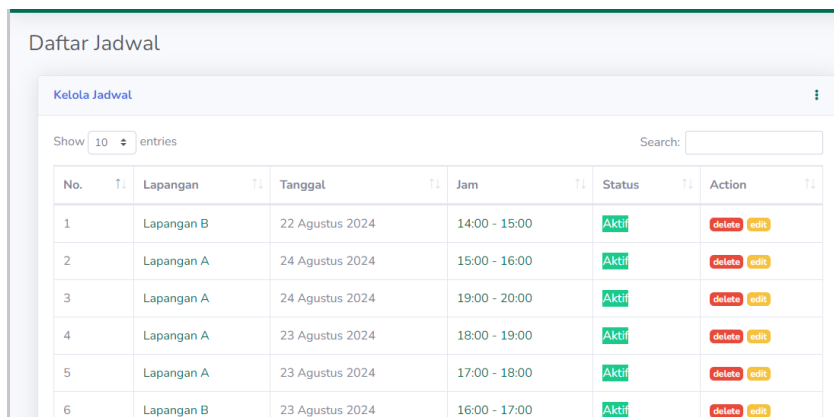 Daftar Jadwal
Kelola Jadwal
Show 10 entries Search:
No. Lapangan Tanggal Jam Status Action
1 Lapangan B 22 Agustus 2024 14:00 - 15:00 Aktif delete edit
2 Lapangan A 24 Agustus 2024 15:00 - 16:00 Aktif delete edit
3 Lapangan A 24 Agustus 2024 19:00 - 20:00 Aktif delete edit
4 Lapangan A 23 Agustus 2024 18:00 - 19:00 Aktif delete edit
5 Lapangan A 23 Agustus 2024 17:00 - 18:00 Aktif delete edit
6 Lapangan B 23 Agustus 2024 16:00 - 17:00 Aktif delete edit